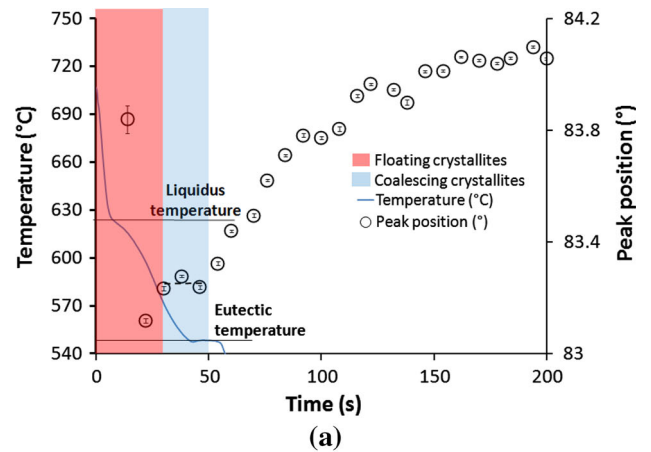 750
720
690
660
630
600
570
540
Temperature (°C)
84.2
83.8
83.4
83
Peak position (°)
Floating crystallites
Coalescing crystallites
Temperature (°C)
Peak position (°)
Liquidus
temperature
Eutectic
temperature
0
50
100
150
200
Time (s)
(a)